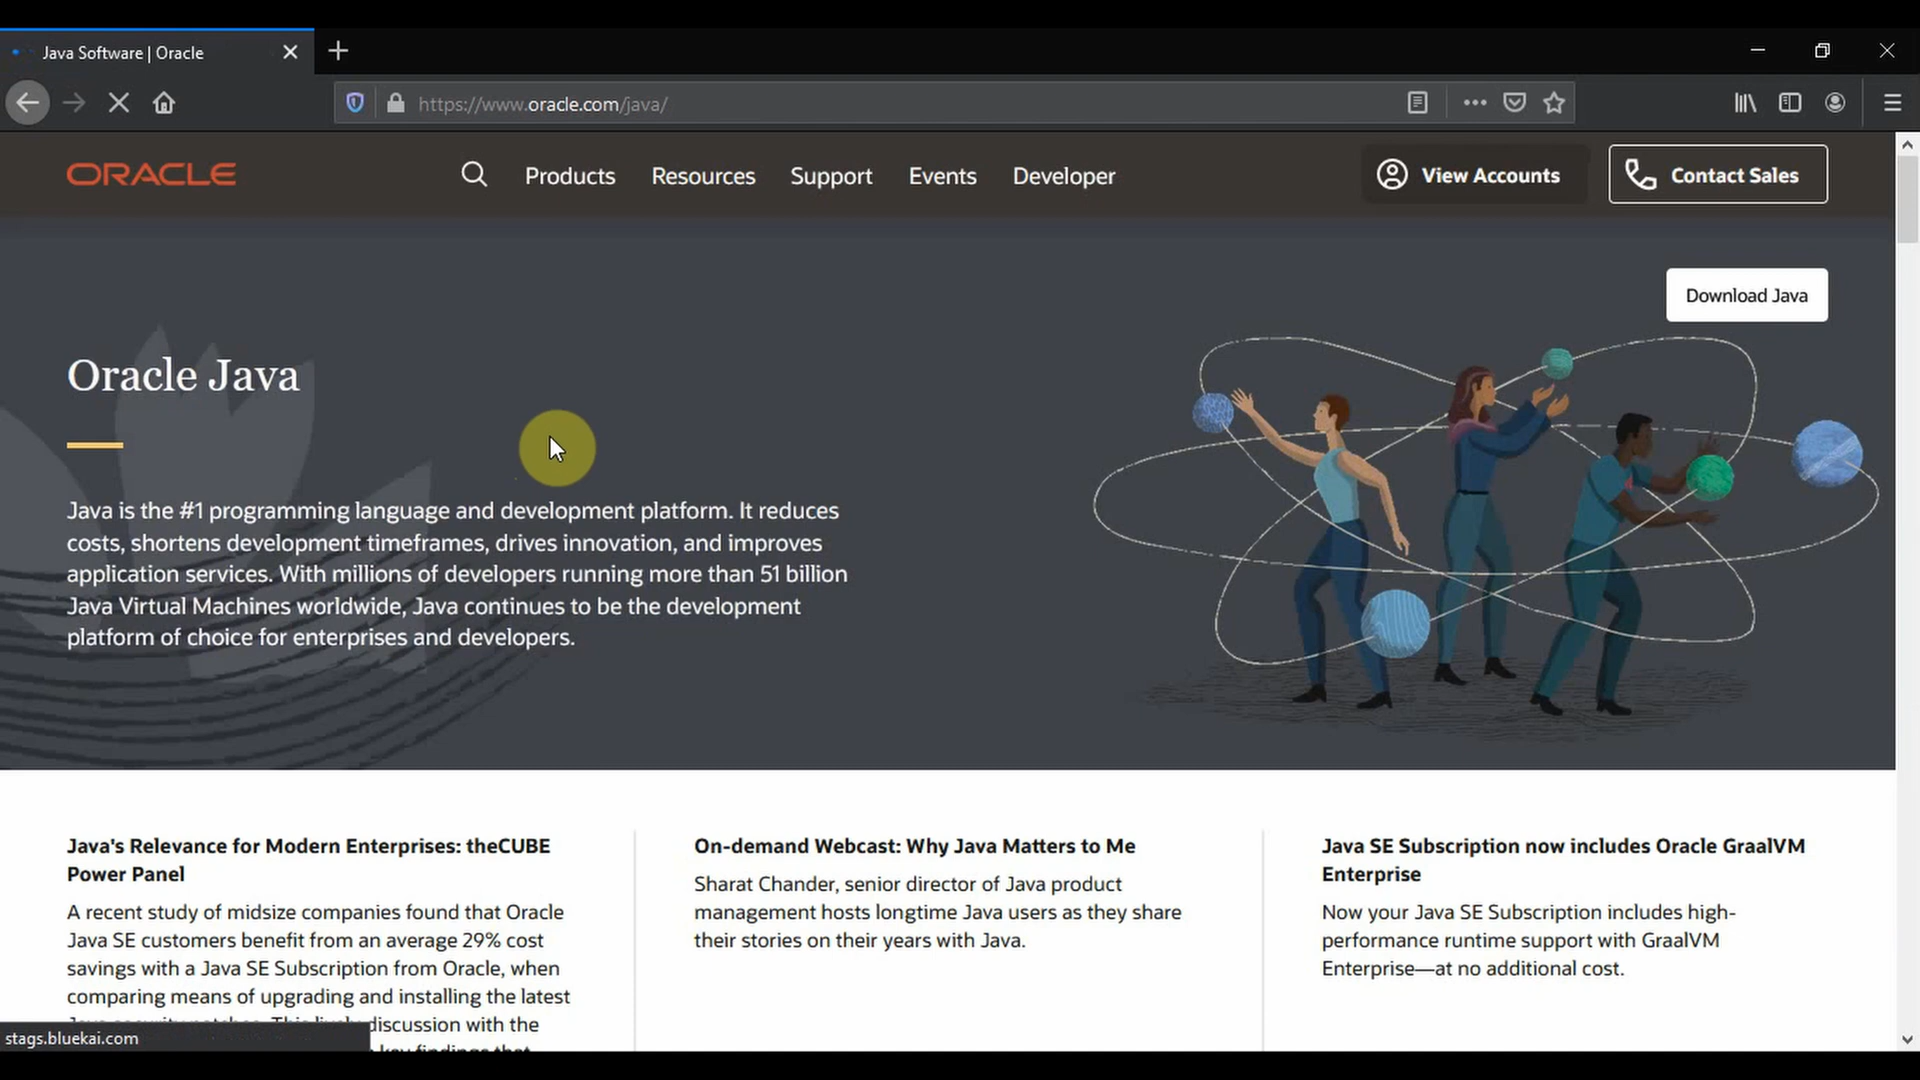 Java Software | Oracle
https://www.oracle.com/java/
ORACLE
Products
Resources
Support
Events
Developer
View Accounts
Contact Sales
Download Java
Oracle Java
Java is the #1 programming language and development platform. It reduces
costs, shortens development timeframes, drives innovation, and improves
application services. With millions of developers running more than 51 billion
Java Virtual Machines worldwide, Java continues to be the development
platform of choice for enterprises and developers.
Java's Relevance for Modern Enterprises: theCUBE
Power Panel
A recent study of midsize companies found that Oracle
Java SE customers benefit from an average 29% cost
savings with a Java SE Subscription from Oracle, when
comparing means of upgrading and installing the latest
discussion with the
On-demand Webcast: Why Java Matters to Me
Sharat Chander, senior director of Java product
management hosts longtime Java users as they share
their stories on their years with Java.
Java SE Subscription now includes Oracle GraalVM
Enterprise
Now your Java SE Subscription includes high-
performance runtime support with GraalVM
Enterprise—at no additional cost.
stags.bluekai.com